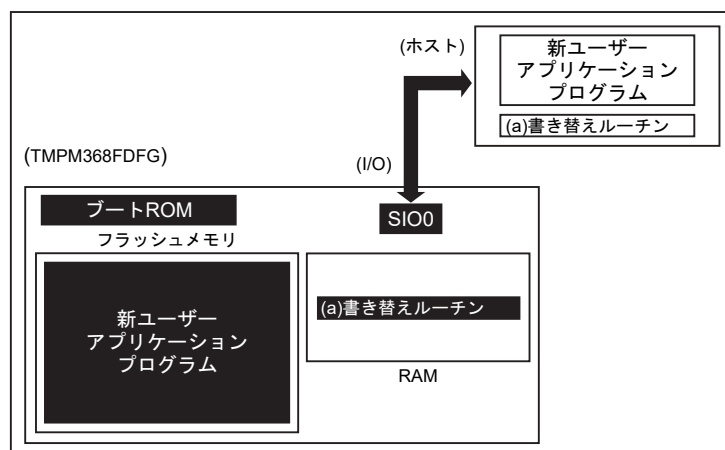 (ホスト)
新ユーザー
アプリケーション
プログラム
(a)書き替えルーチン
(TMPM368FDFG)
(I/O)
ブートROM
SIO0
フラッシュメモリ
新ユーザー
アプリケーション
プログラム
(a)書き替えルーチン
RAM